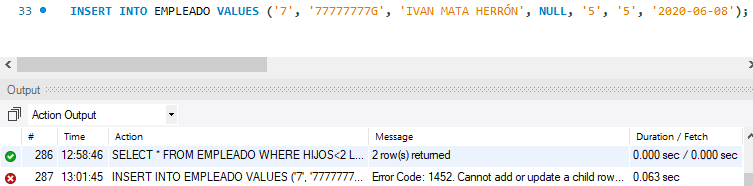 33 INSERT INTO EMPLEADO VALUES ('7', '77777777G', 'IVAN MATA HERRÓN', NULL, '5', '5', '2020-06-08');
Output
Action Output
# Time Action Message Duration / Fetch
286 12:58:46 SELECT * FROM EMPLEADO WHERE HIJOS<2 L... 2 row(s) returned 0.000 sec / 0.000 sec
287 13:01:45 INSERT INTO EMPLEADO VALUES ('7', '7777777... Error Code: 1452. Cannot add or update a child row... 0.063 sec